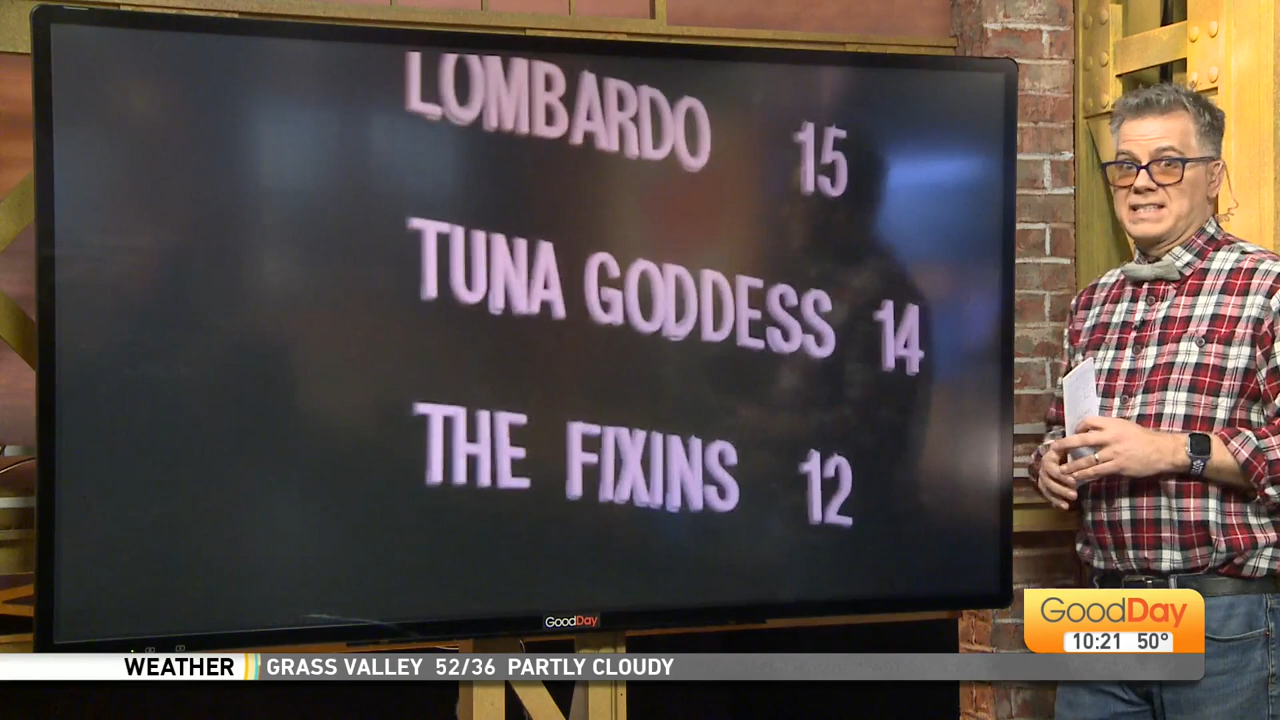 LOMBARDO 15
TUNA GODDESS 14
THE FIXINS 12
GoodDay
GoodDay
10:21 50°
WEATHER GRASS VALLEY 52/36 PARTLY CLOUDY